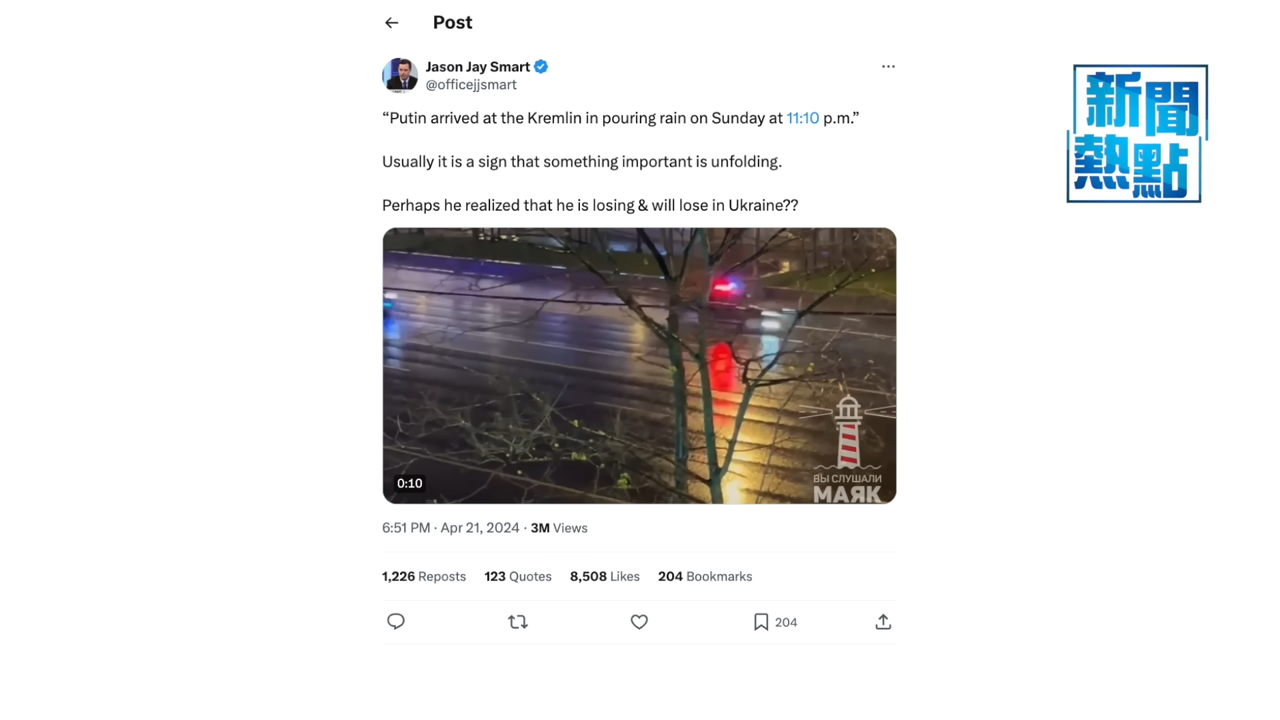 Post
Jason Jay Smart
@officejjsmart
“Putin arrived at the Kremlin in pouring rain on Sunday at 11:10 p.m.”
Usually it is a sign that something important is unfolding.
Perhaps he realized that he is losing & will lose in Ukraine??
新聞
熱點
0:10
ВЫ СЛУШАЛИ
МАЯК
6:51 PM · Apr 21, 2024 · 3M Views
1,226 Reposts 123 Quotes 8,508 Likes 204 Bookmarks
204